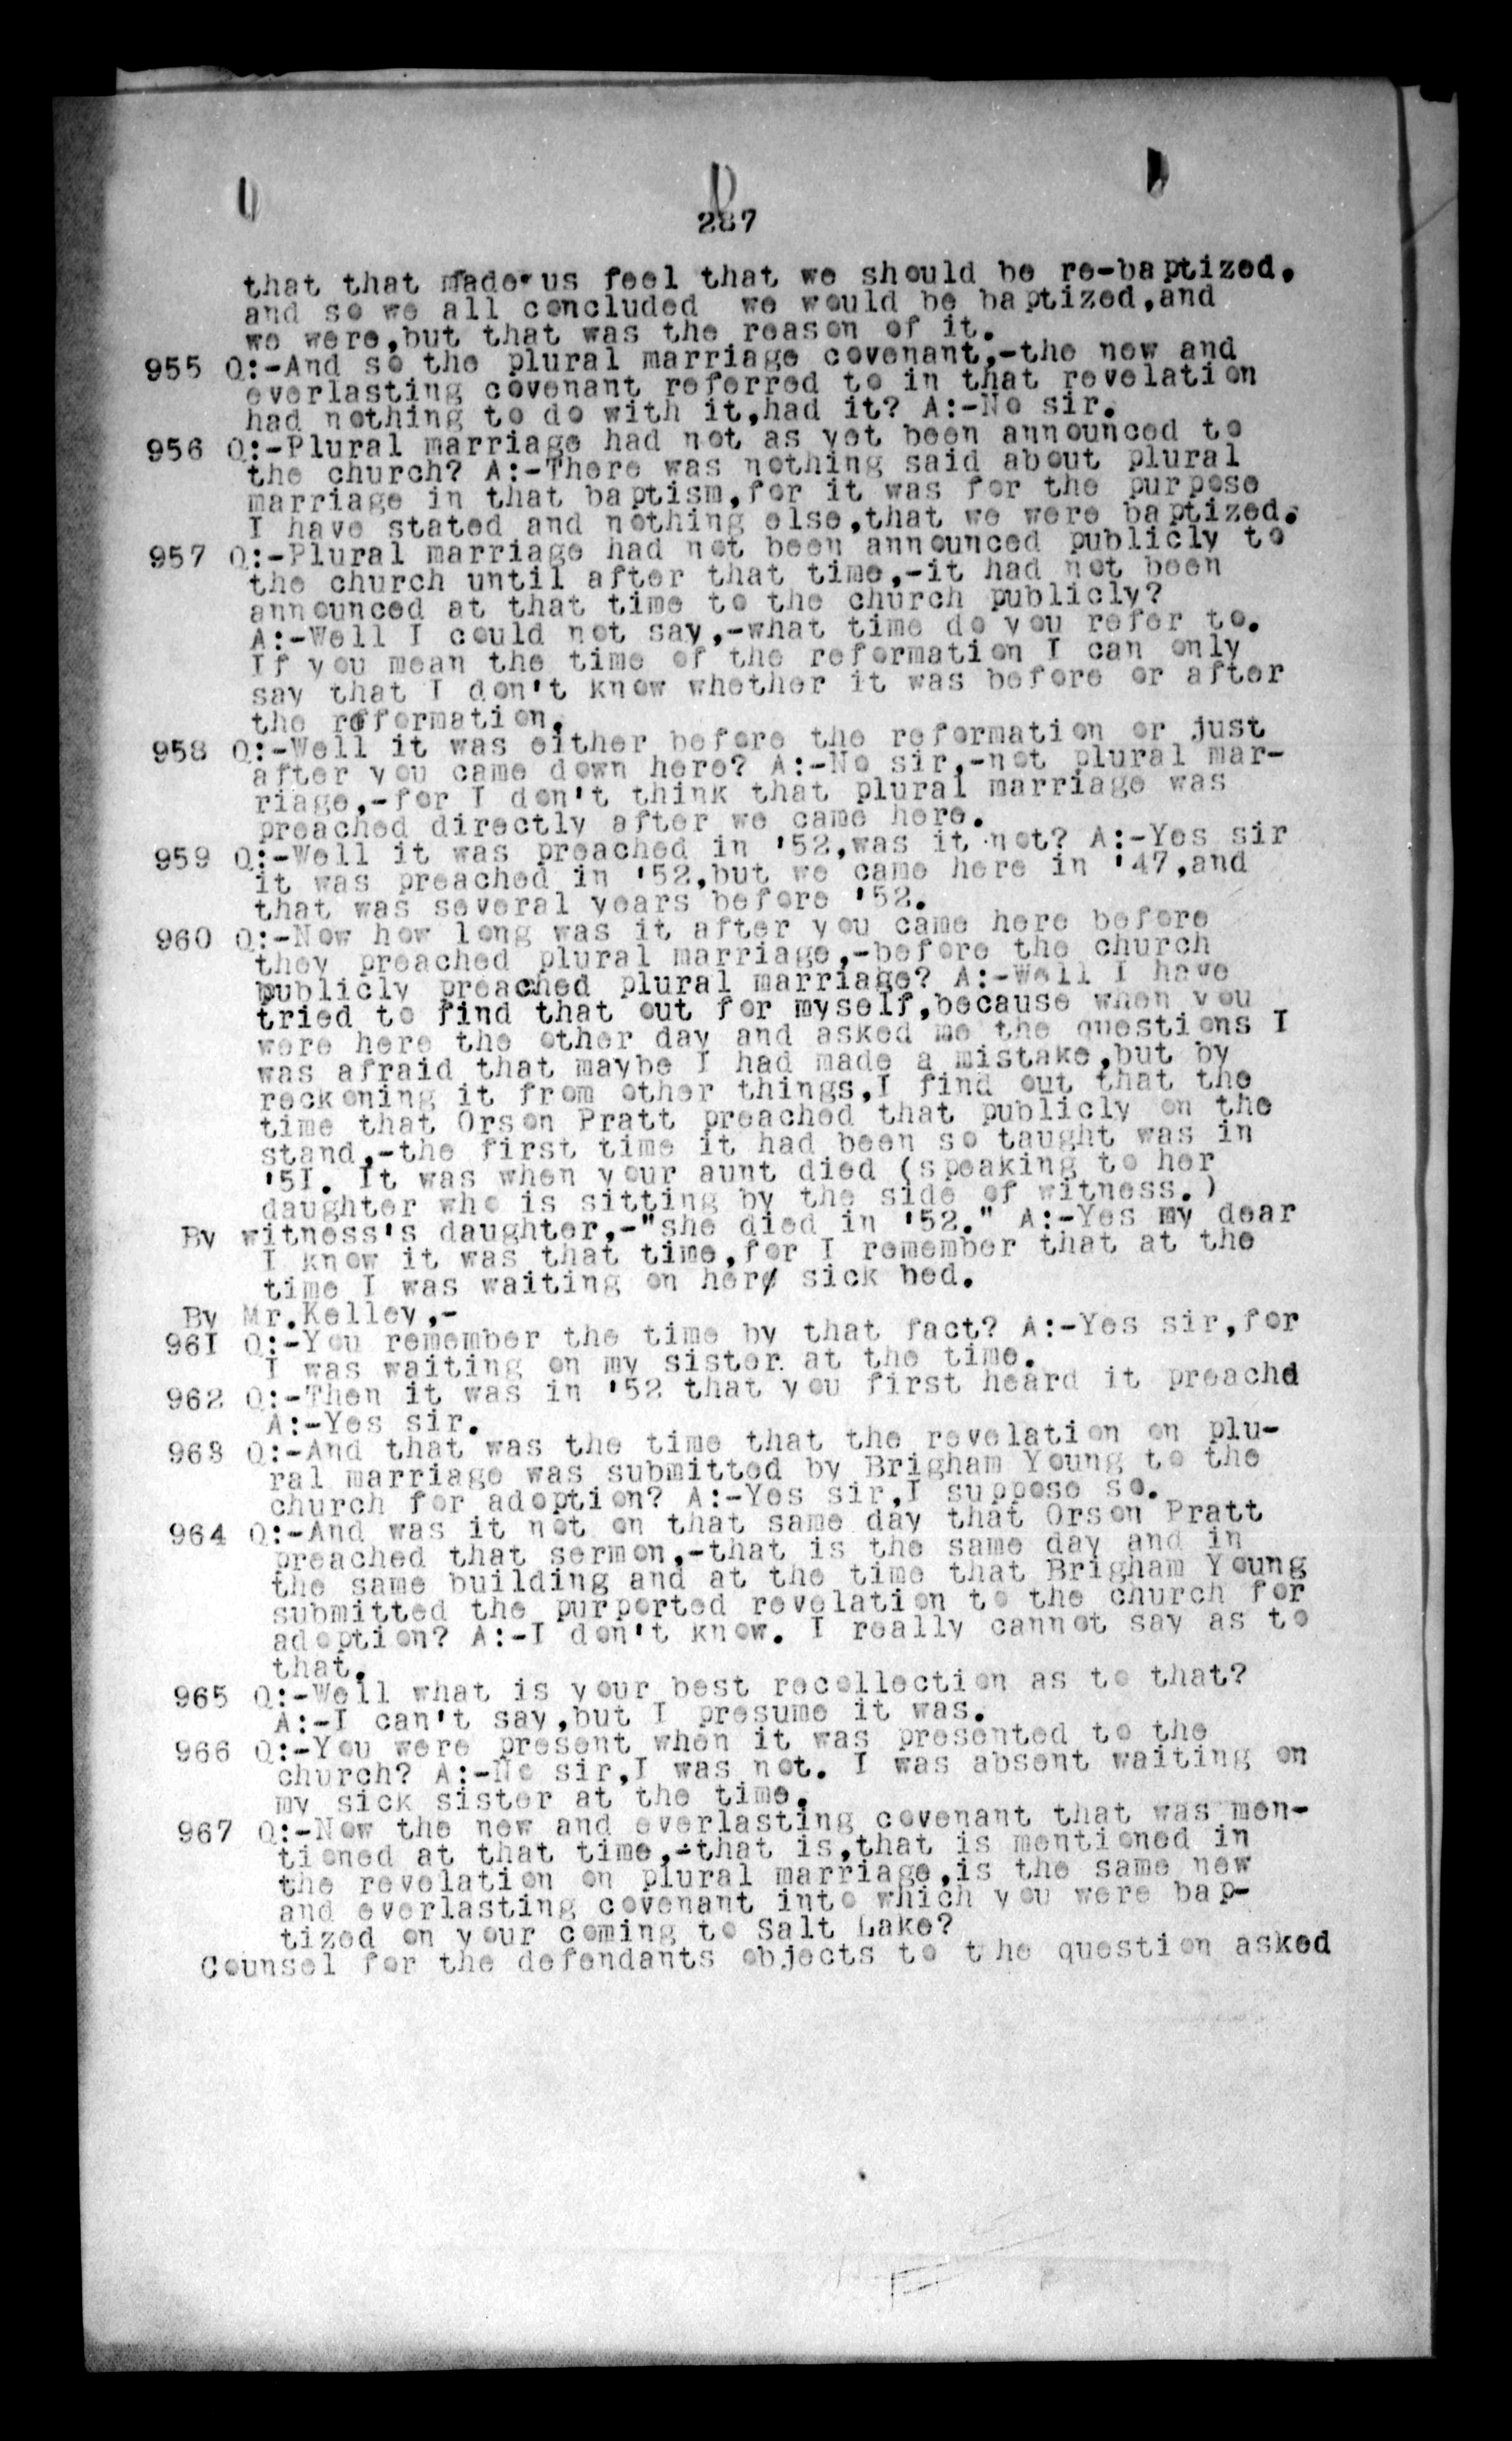 287
that that made us feel that we should be re-baptized,
and so we all concluded we would be baptized,and
we were,but that was the reason of it.
955 Q:-And so the plural marriage covenant,-the new and
everlasting covenant referred to in that revelation
had nothing to do with it,had it? A:-No sir.
956 Q:-Plural marriage had not as yet been announced to
the church? A:-There was nothing said about plural
marriage in that baptism,for it was for the purpose
I have stated and nothing else,that we were baptized.
957 Q:-Plural marriage had not been announced publicly to
the church until after that time,-it had not been
announced at that time to the church publicly?
A:-Well I could not say,-what time do you refer to.
If you mean the time of the reformation I can only
say that I don't know whether it was before or after
the reformation.
958 Q:-Well it was either before the reformation or just
after you came down here? A:-No sir,-not plural mar-
riage,-for I don't think that plural marriage was
preached directly after we came here.
959 Q:-Well it was preached in '52,was it not? A:-Yes sir
it was preached in '52,but we came here in '47,and
that was several years before '52.
960 Q:-Now how long was it after you came here before
they preached plural marriage,-before the church
publicly preached plural marriage? A:-Well I have
tried to find that out for myself,because when you
were here the other day and asked me the questions I
was afraid that maybe I had made a mistake,but by
reckoning it from other things,I find out that the
time that Orson Pratt preached that publicly on the
stand,-the first time it had been so taught was in
'5I. It was when your aunt died (speaking to her
daughter who is sitting by the side of witness.)
By witness's daughter,-"she died in '52." A:-Yes my dear
I know it was that time,for I remember that at the
time I was waiting on her sick bed.
By Mr.Kelley,-
96I Q:-You remember the time by that fact? A:-Yes sir,for
I was waiting on my sister at the time.
962 Q:-Then it was in '52 that you first heard it preachd
A:-Yes sir.
963 Q:-And that was the time that the revelation on plu-
ral marriage was submitted by Brigham Young to the
church for adoption? A:-Yes sir,I suppose so.
964 Q:-And was it not on that same day that Orson Pratt
preached that sermon,-that is the same day and in
the same building and at the time that Brigham Young
submitted the purported revelation to the church for
adoption? A:-I don't know. I really cannot say as to
that.
965 Q:-Well what is your best recollection as to that?
A:-I can't say,but I presume it was.
966 Q:-You were present when it was presented to the
church? A:-No sir,I was not. I was absent waiting on
my sick sister at the time.
967 Q:-Now the new and everlasting covenant that was men-
tioned at that time,-that is,that is mentioned in
the revelation on plural marriage,is the same new
and everlasting covenant into which you were bap-
tized on your coming to Salt Lake?
Counsel for the defendants objects to the question asked